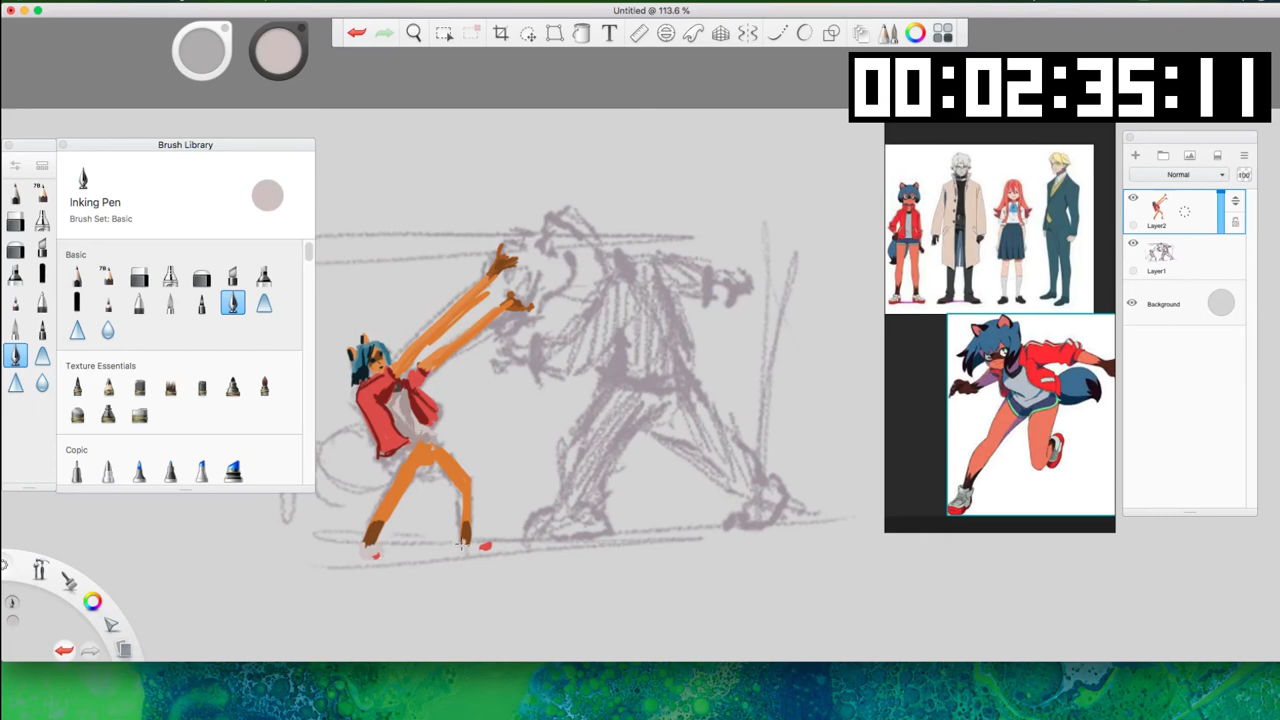 Untitled @ 113.6 %
T
00:02:35:11
Brush Library
Inking Pen
Brush Set: Basic
Basic
Texture Essentials
Copic
Normal
100
Layer2
Layer1
Background